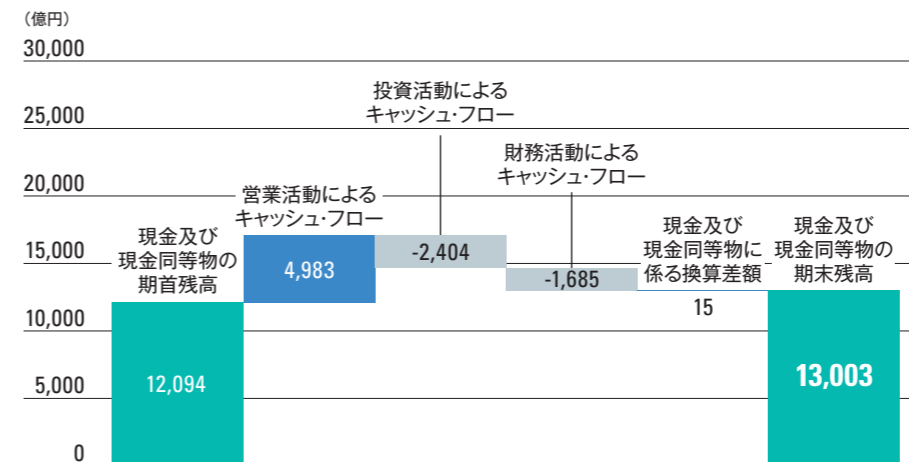 （億円）
30,000
25,000
20,000
15,000
10,000
5,000
0
現金及び
現金同等物の
期首残高
12,094
営業活動による
キャッシュ・フロー
4,983
投資活動による
キャッシュ・フロー
-2,404
財務活動による
キャッシュ・フロー
-1,685
現金及び
現金同等物に
係る換算差額
15
現金及び
現金同等物の
期末残高
13,003